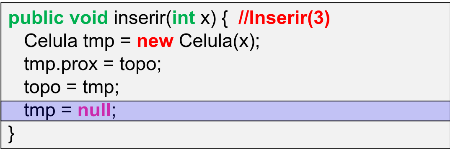 public void inserir(int x) {  //Inserir(3)
Celula tmp = new Celula(x);
tmp.prox = topo;
topo = tmp;
tmp = null;
}